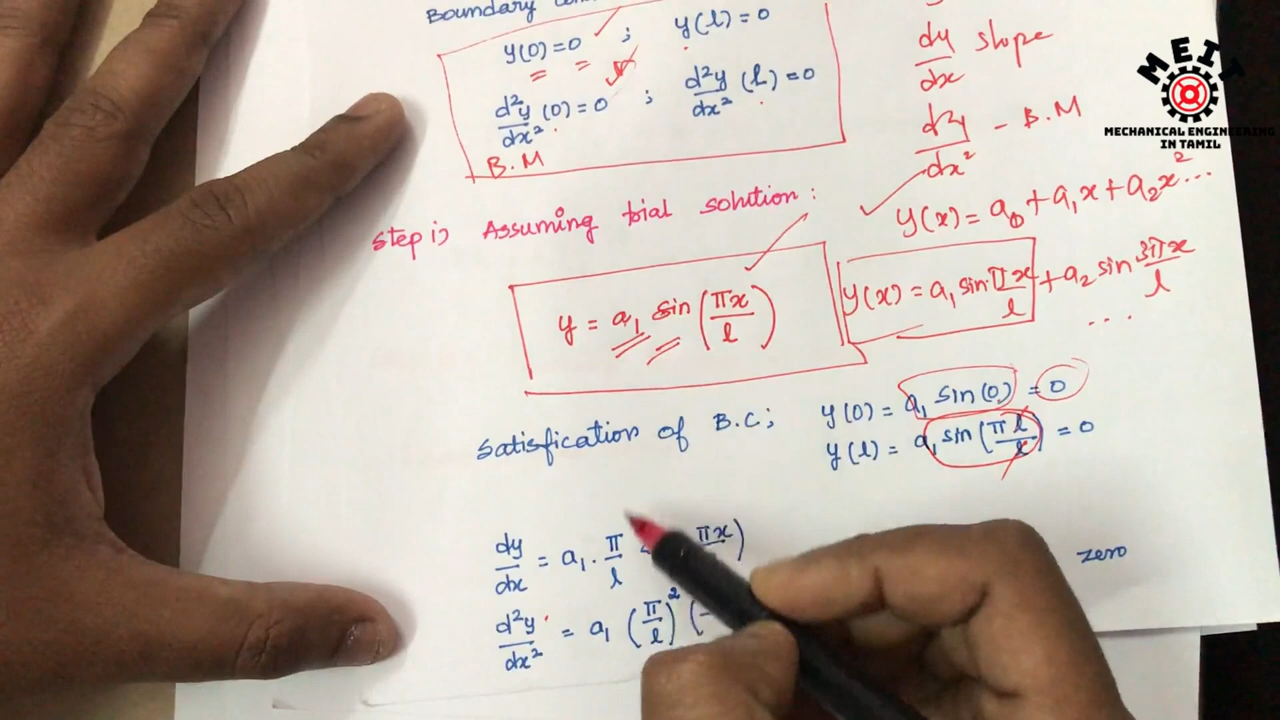 Boundary
y(0) = 0 ; y(l) = 0
d²y/dx² (0) = 0 ; d²y/dx² (l) = 0
B.M
dy/dx slope
d²y/dx² - B.M
y(x) = a0 + a1x + a2x² ...
Step i) Assuming trial solution :
y = a1 sin (πx/l)
y(x) = a1 sin πx/l + a2 sin 3πx/l
...
Satisfication of B.C; y(0) = a1 sin(0) = 0
y(l) = a1 sin (πl/l) = 0
dy/dx = a1 . π/l πx )
zero
d²y/dx² = a1 (π/l)² (-
METT
MECHANICAL ENGINEERING
IN TAMIL